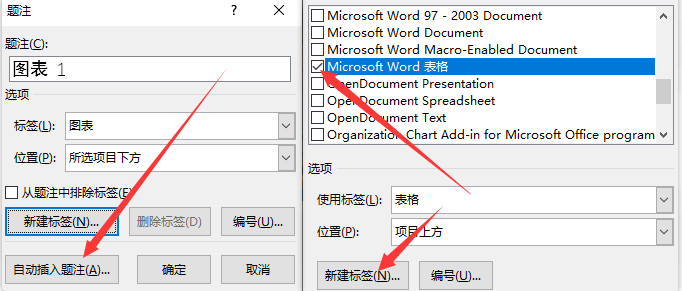 题注
题注(C):
图表 1
选项
标签(L):
图表
位置(P):
所选项目下方
从题注中排除标签(E)
新建标签(N)...
删除标签(D)
编号(U)...
自动插入题注(A)...
确定
取消
Microsoft Word 97 - 2003 Document
Microsoft Word Document
Microsoft Word Macro-Enabled Document
Microsoft Word 表格
OpenDocument Presentation
OpenDocument Spreadsheet
OpenDocument Text
Organization Chart Add-in for Microsoft Office program
选项
使用标签(L):
表格
位置(P):
项目上方
新建标签(N)...
编号(U)...